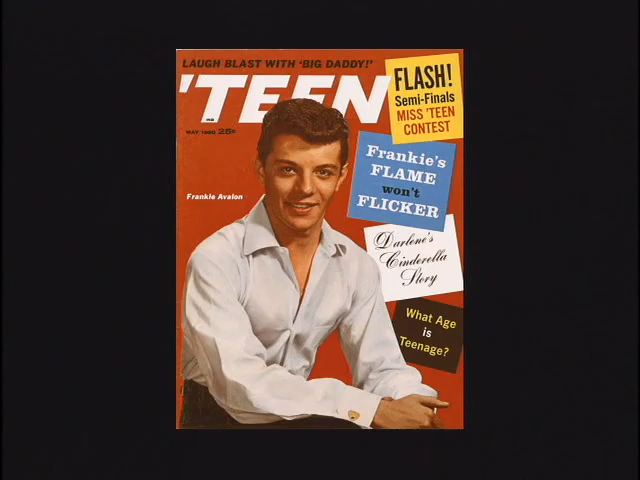 LAUGH BLAST WITH 'BIG DADDY!'
'TEEN
MAY 1960 25¢
FLASH!
Semi-Finals
MISS 'TEEN
CONTEST
Frankie's
FLAME
won't
FLICKER
Frankie Avalon
Darlene's
Cinderella
Story
What Age
is
Teenage?